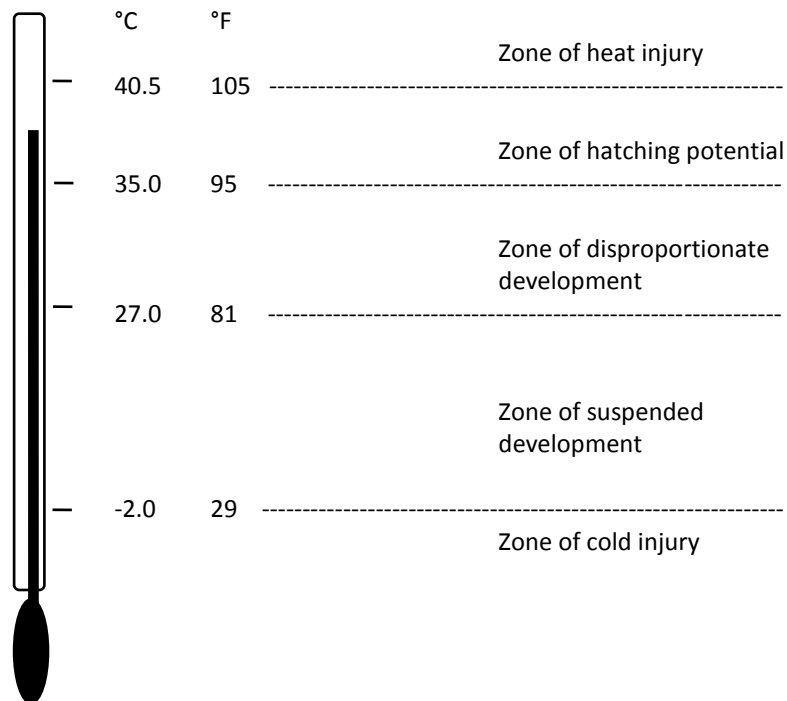 °C °F
Zone of heat injury
40.5 105
Zone of hatching potential
35.0 95
Zone of disproportionate
development
27.0 81
Zone of suspended
development
-2.0 29
Zone of cold injury